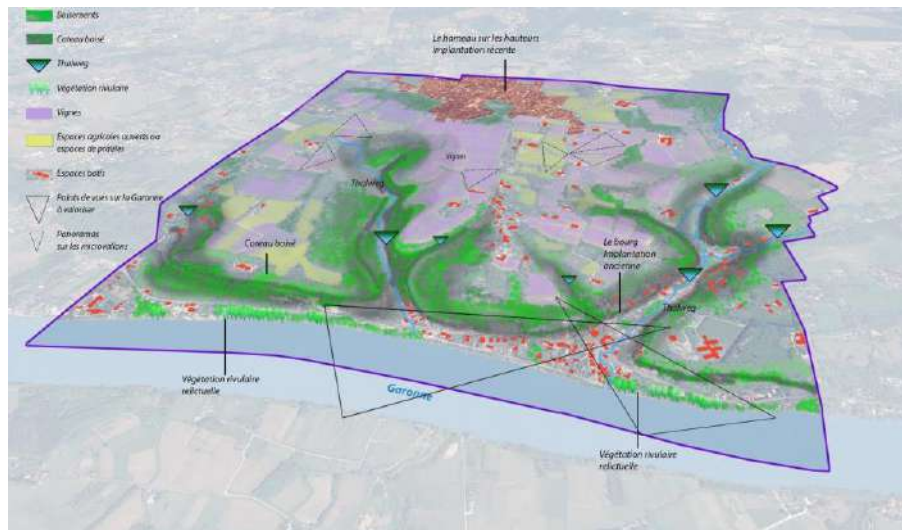 Boisements
Coteau boisé
Thalweg
Végétation rivulaire
Vignes
Espaces agricoles ouverts ou
espaces de prairies
Espaces batis
Points de vues sur la Garonne
à valoriser
Panoramas
sur les microvallons
Le hameau sur les hauteurs
Implantation récente
Vignes
Thalweg
Coteau boisé
Le bourg
Implantation
ancienne
Thalweg
Végétation rivulaire
relictuelle
Garonne
Végétation rivulaire
relictuelle